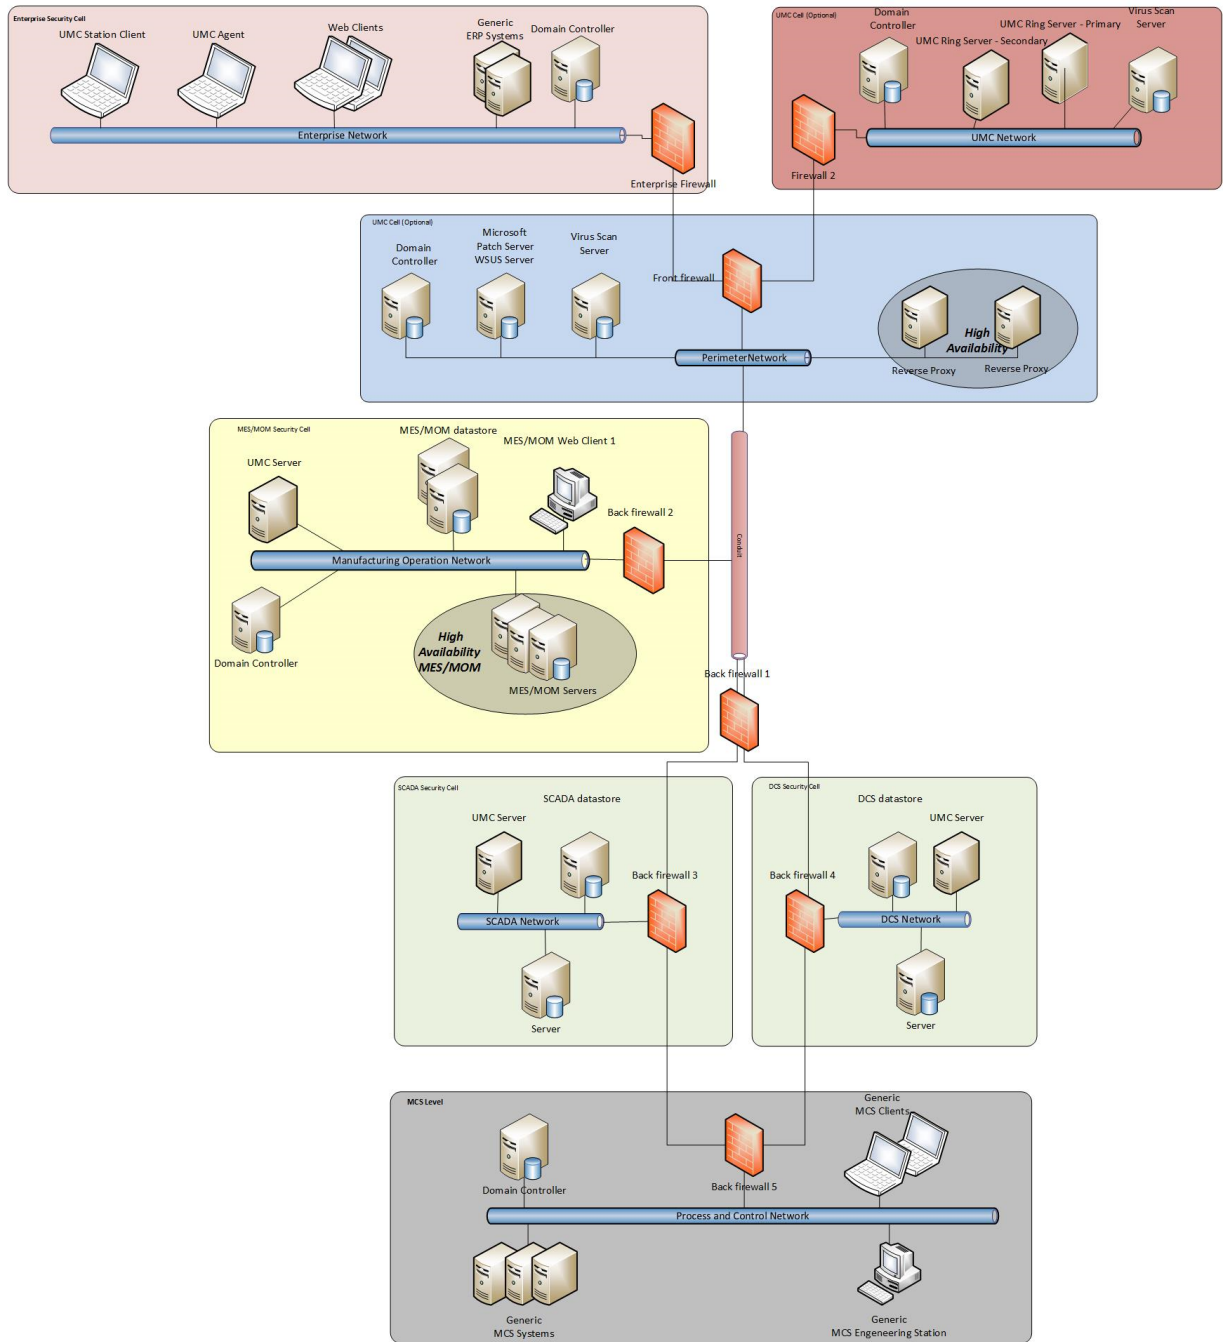 Enterprise Security Cell
UMC Station Client
UMC Agent
Web Clients
Generic
ERP Systems
Domain Controller
Enterprise Network
Enterprise Firewall
UMC Cell (Optional)
Domain
Controller
UMC Ring Server - Secondary
UMC Ring Server - Primary
Virus Scan
Server
UMC Network
Firewall 2
UMC Cell (Optional)
Domain
Controller
Microsoft
Patch Server
WSUS Server
Virus Scan
Server
Front firewall
PerimeterNetwork
High
Availability
Reverse Proxy
Reverse Proxy
MES/MOM Security Cell
UMC Server
MES/MOM datastore
MES/MOM Web Client 1
Back firewall 2
Manufacturing Operation Network
Domain Controller
High
Availability
MES/MOM
MES/MOM Servers
Conduit
Back firewall 1
SCADA Security Cell
SCADA datastore
UMC Server
Back firewall 3
SCADA Network
Server
DCS Security Cell
DCS datastore
UMC Server
Back firewall 4
DCS Network
Server
MCS Level
Generic
MCS Clients
Domain Controller
Back firewall 5
Process and Control Network
Generic
MCS Systems
Generic
MCS Engeneering Station